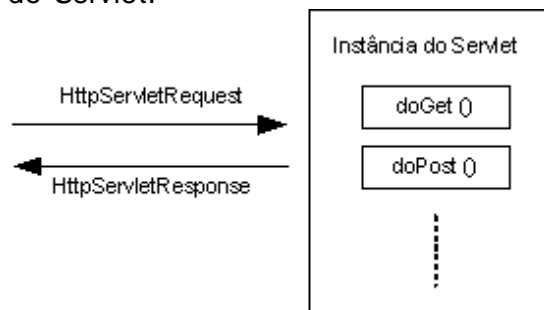 do Servlet.
Instância do Servlet
HttpServletRequest
doGet ()
doPost ()
HttpServletResponse